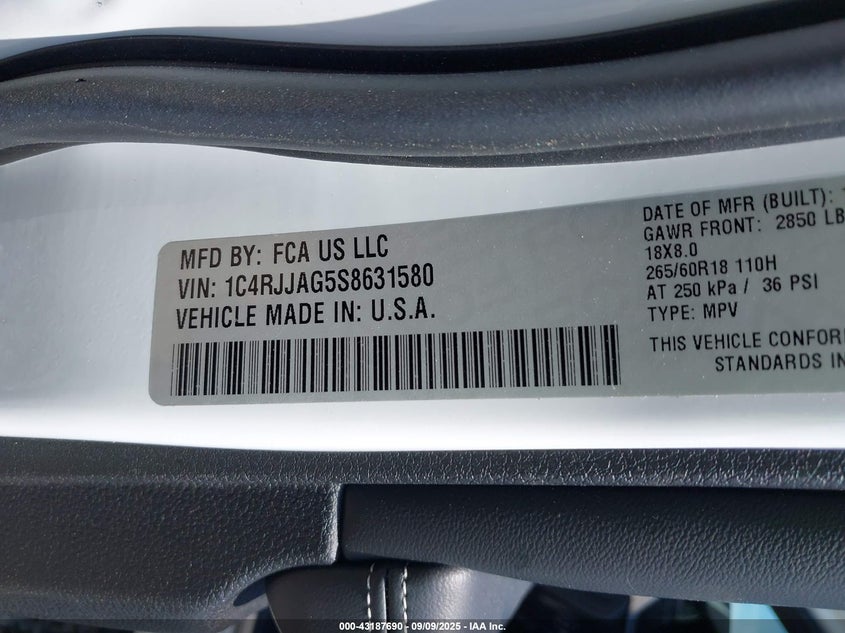 MFD BY: FCA US LLC
VIN: 1C4RJJAG5S8631580
VEHICLE MADE IN: U.S.A.
DATE OF MFR (BUILT):
GAWR FRONT: 2850 LB
18X8.0
265/60R18 110H
AT 250 kPa / 36 PSI
TYPE: MPV
THIS VEHICLE CONFOR
STANDARDS IN
000-43187690 - 09/09/2025 - IAA Inc.